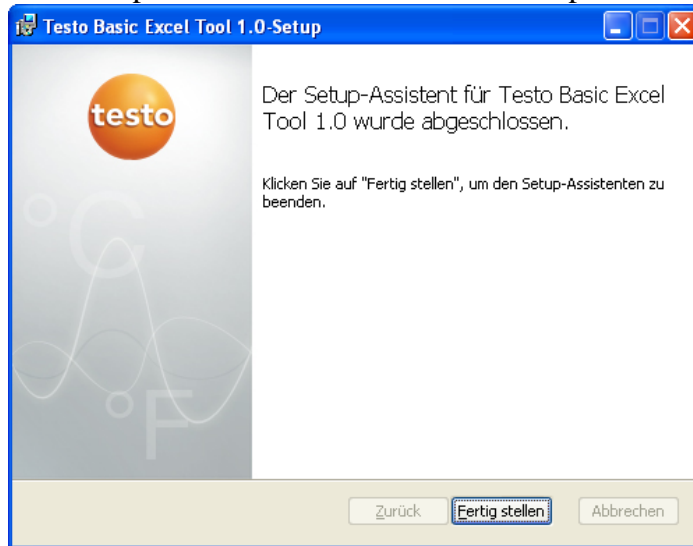 Testo Basic Excel Tool 1.0-Setup
testo
Der Setup-Assistent für Testo Basic Excel
Tool 1.0 wurde abgeschlossen.
Klicken Sie auf "Fertig stellen", um den Setup-Assistenten zu
beenden.
°C
°F
Zurück Fertig stellen Abbrechen